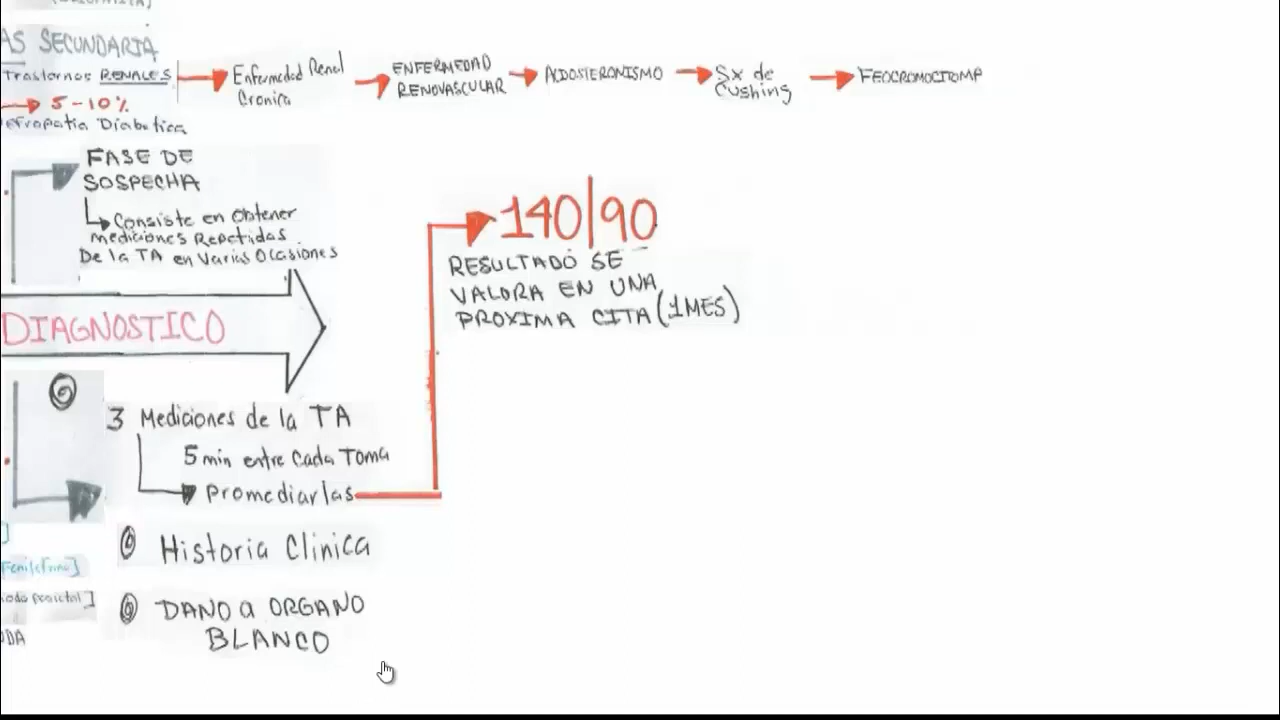 AS SECUNDARIA
Trastornos RENALES
Enfermedad Renal
Cronica
ENFERMEDAD
RENOVASCULAR
ALDOSTERONISMO
Sx de
Cushing
FEOCROMOCITOMA
5-10%
efropatia Diabetica
FASE DE
SOSPECHA
Consiste en Obtener
mediciones Repetidas
De la TA en Varias Ocasiones
DIAGNOSTICO
140/90
RESULTADO SE
VALORA EN UNA
PROXIMA CITA (1MES)
3 Mediciones de la TA
5 min entre Cada Toma
Promediarlas
Historia Clinica
Fenilefrina]
DANO a ORGANO
BLANCO